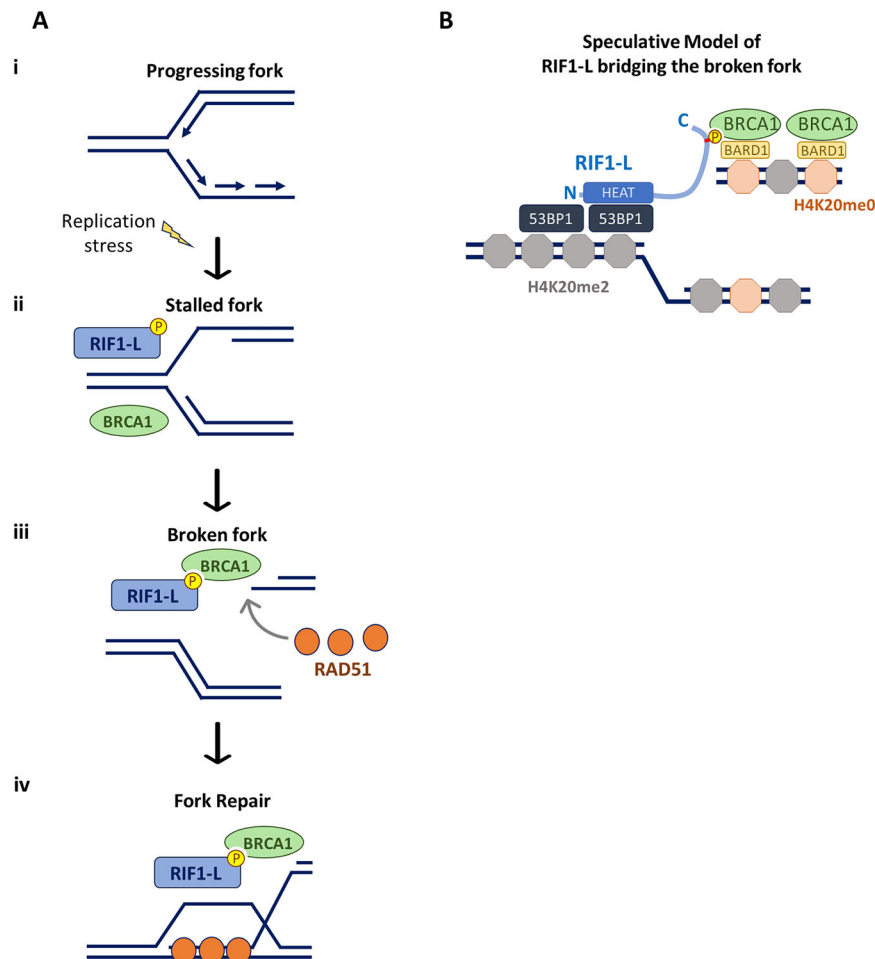 A
i
Progressing fork
Replication
stress
ii
Stalled fork
P
RIF1-L
BRCA1
iii
Broken fork
BRCA1
P
RIF1-L
RAD51
iv
Fork Repair
BRCA1
P
RIF1-L
B
Speculative Model of
RIF1-L bridging the broken fork
C
P
BRCA1 BRCA1
BARD1 BARD1
RIF1-L
N
HEAT
H4K20me0
53BP1 53BP1
H4K20me2